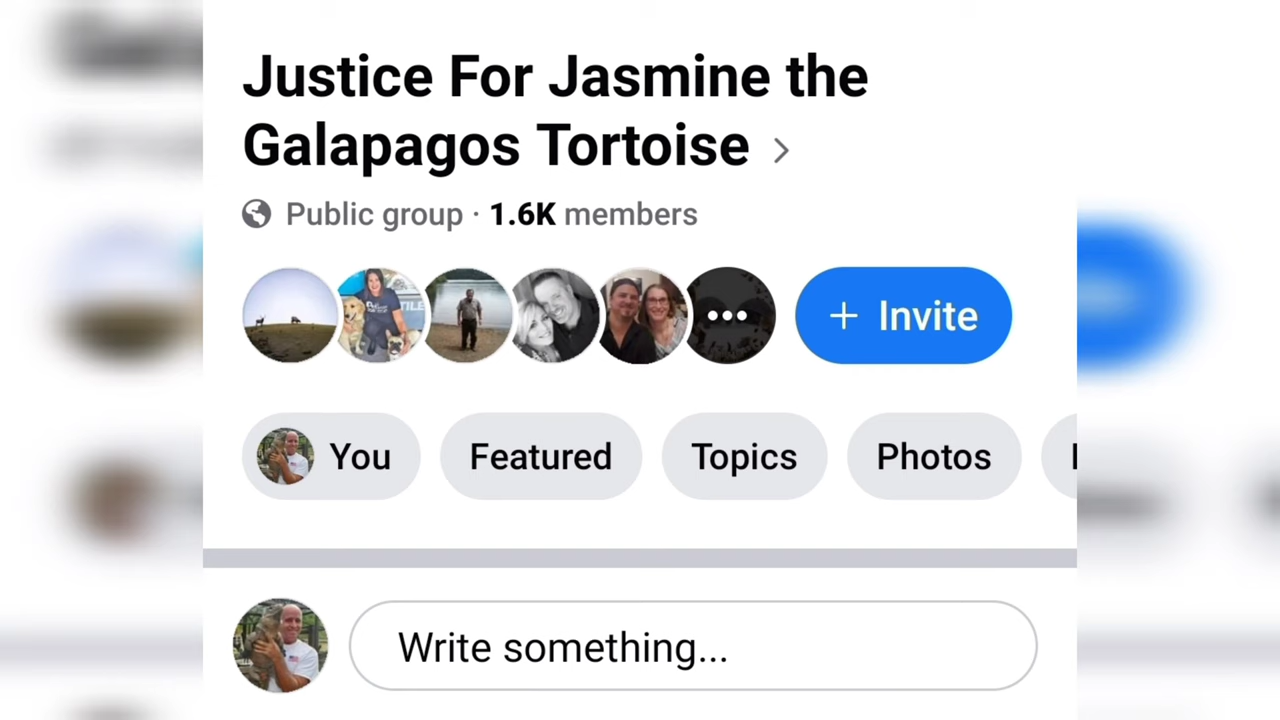 Justice For Jasmine the
Galapagos Tortoise >
Public group · 1.6K members
+ Invite
You Featured Topics Photos
Write something...